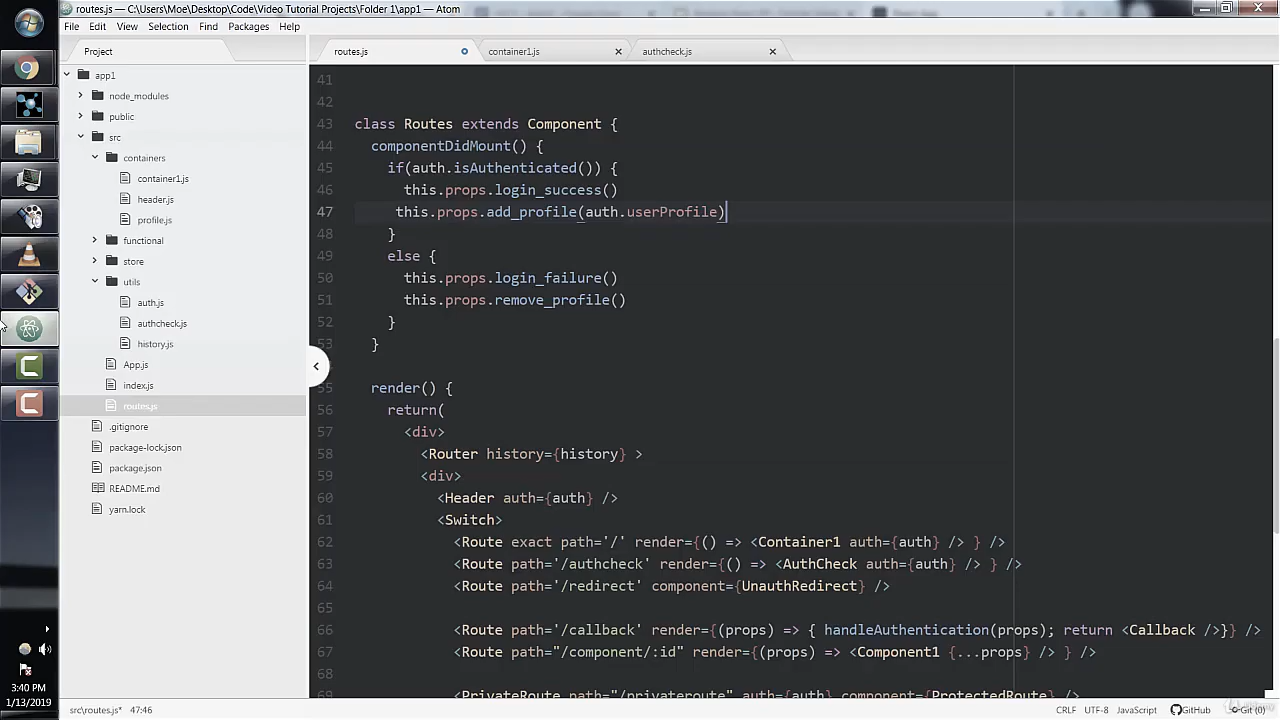 routes.js — C:\Users\Moe\Desktop\Code\Video Tutorial Projects\Folder 1\app1 — Atom
File Edit View Selection Find Packages Help
Project
routes.js
container1.js
authcheck.js
app1
node_modules
public
src
containers
container1.js
header.js
profile.js
functional
store
utils
auth.js
authcheck.js
history.js
App.js
index.js
routes.js
.gitignore
package-lock.json
package.json
README.md
yarn.lock
41
42
43 class Routes extends Component {
44 componentDidMount() {
45 if(auth.isAuthenticated()) {
46 this.props.login_success()
47 this.props.add_profile(auth.userProfile)
48 }
49 else {
50 this.props.login_failure()
51 this.props.remove_profile()
52 }
53 }
55 render() {
56 return(
57 <div>
58 <Router history={history} >
59 <div>
60 <Header auth={auth} />
61 <Switch>
62 <Route exact path='/' render={() => <Container1 auth={auth} /> } />
63 <Route path='/authcheck' render={() => <AuthCheck auth={auth} /> } />
64 <Route path='/redirect' component={UnauthRedirect} />
65
66 <Route path='/callback' render={(props) => { handleAuthentication(props); return <Callback />}} />
67 <Route path="/component/:id" render={(props) => <Component1 {...props} /> } />
68
69 <PrivateRoute path="/privateroute" auth={auth} component={ProtectedRoute} />
src\routes.js* 47:46
CRLF UTF-8 JavaScript GitHub Git (0)
3:40 PM
1/13/2019